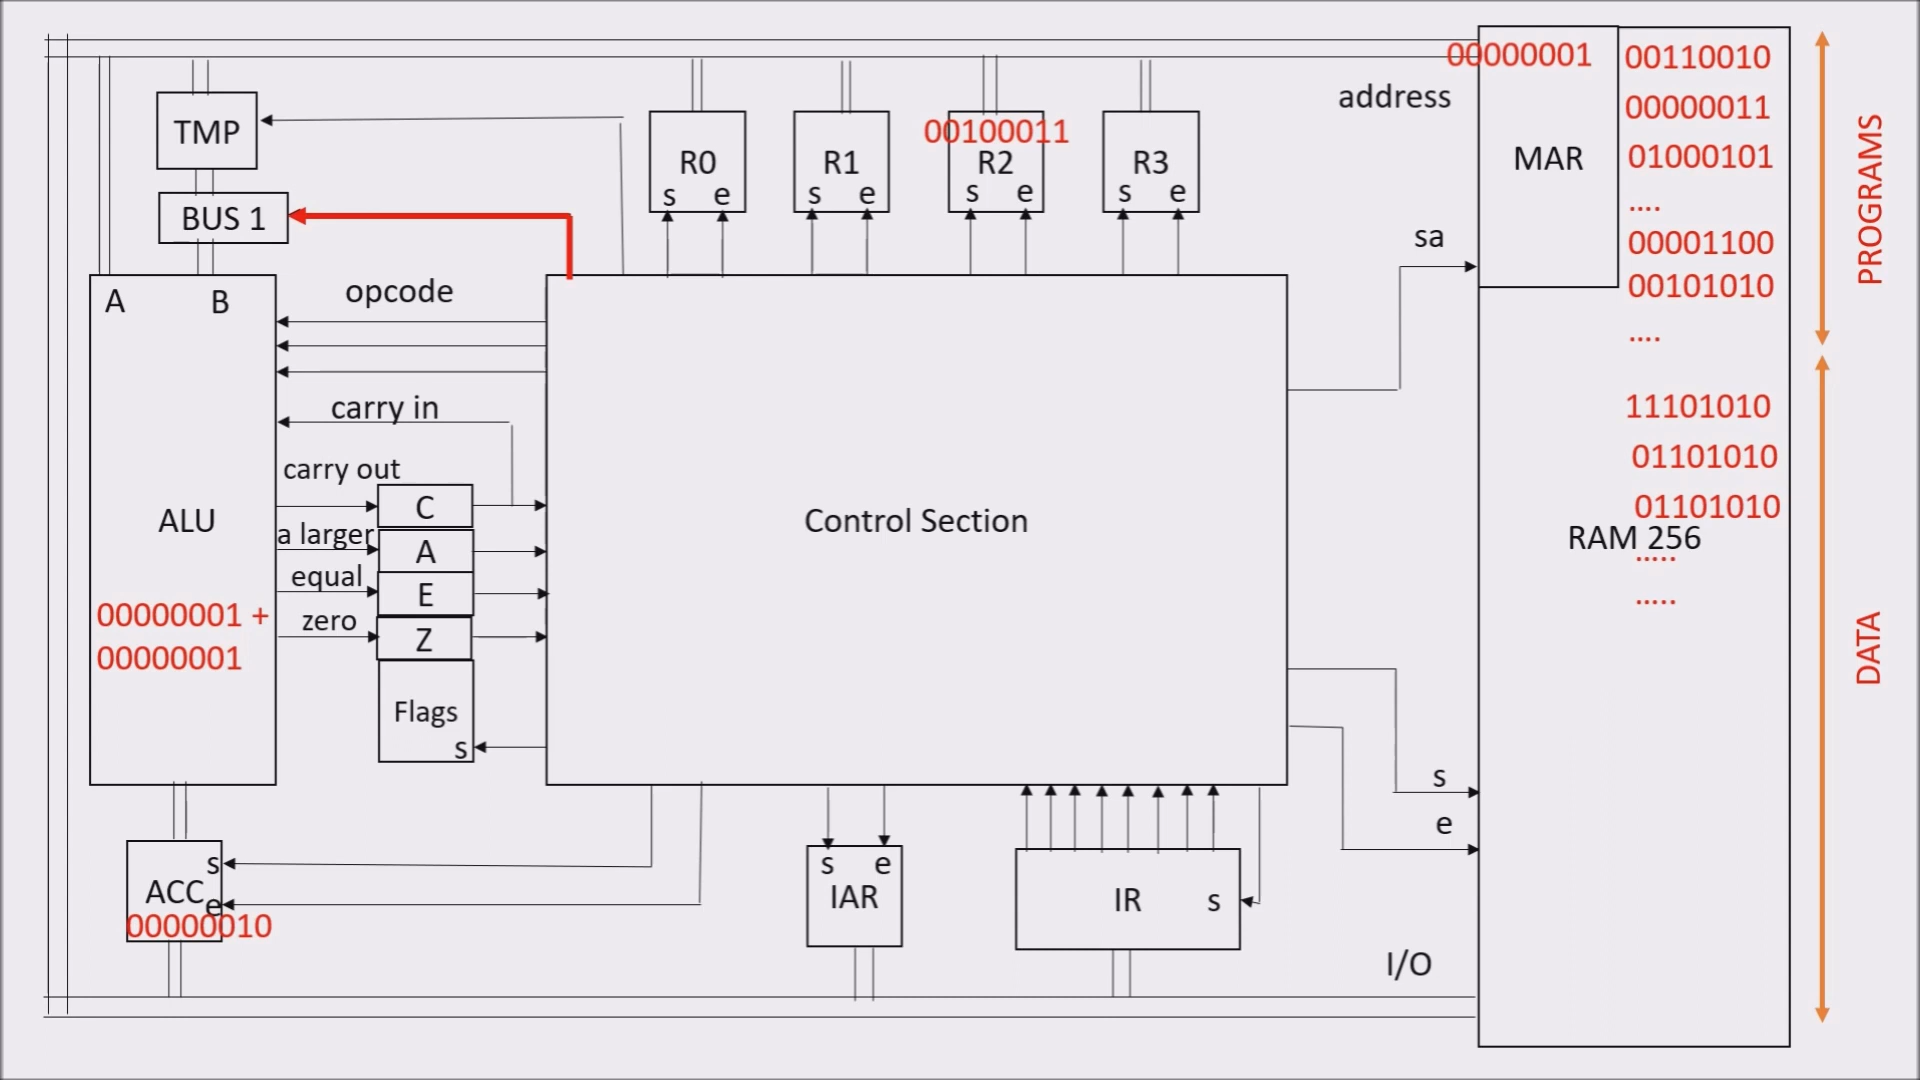 00000001
00110010
address
00000011
TMP
00100011
R0
s e
R1
s e
R2
s e
R3
s e
MAR
01000101
....
BUS 1
sa
00001100
00101010
....
PROGRAMS
A B
opcode
carry in
carry out
C
a larger
A
equal
E
zero
Z
ALU
00000001 +
00000001
Flags
s
Control Section
11101010
01101010
01101010
RAM 256
.....
.....
DATA
s
e
s
ACC
e
00000010
s e
IAR
IR s
I/O